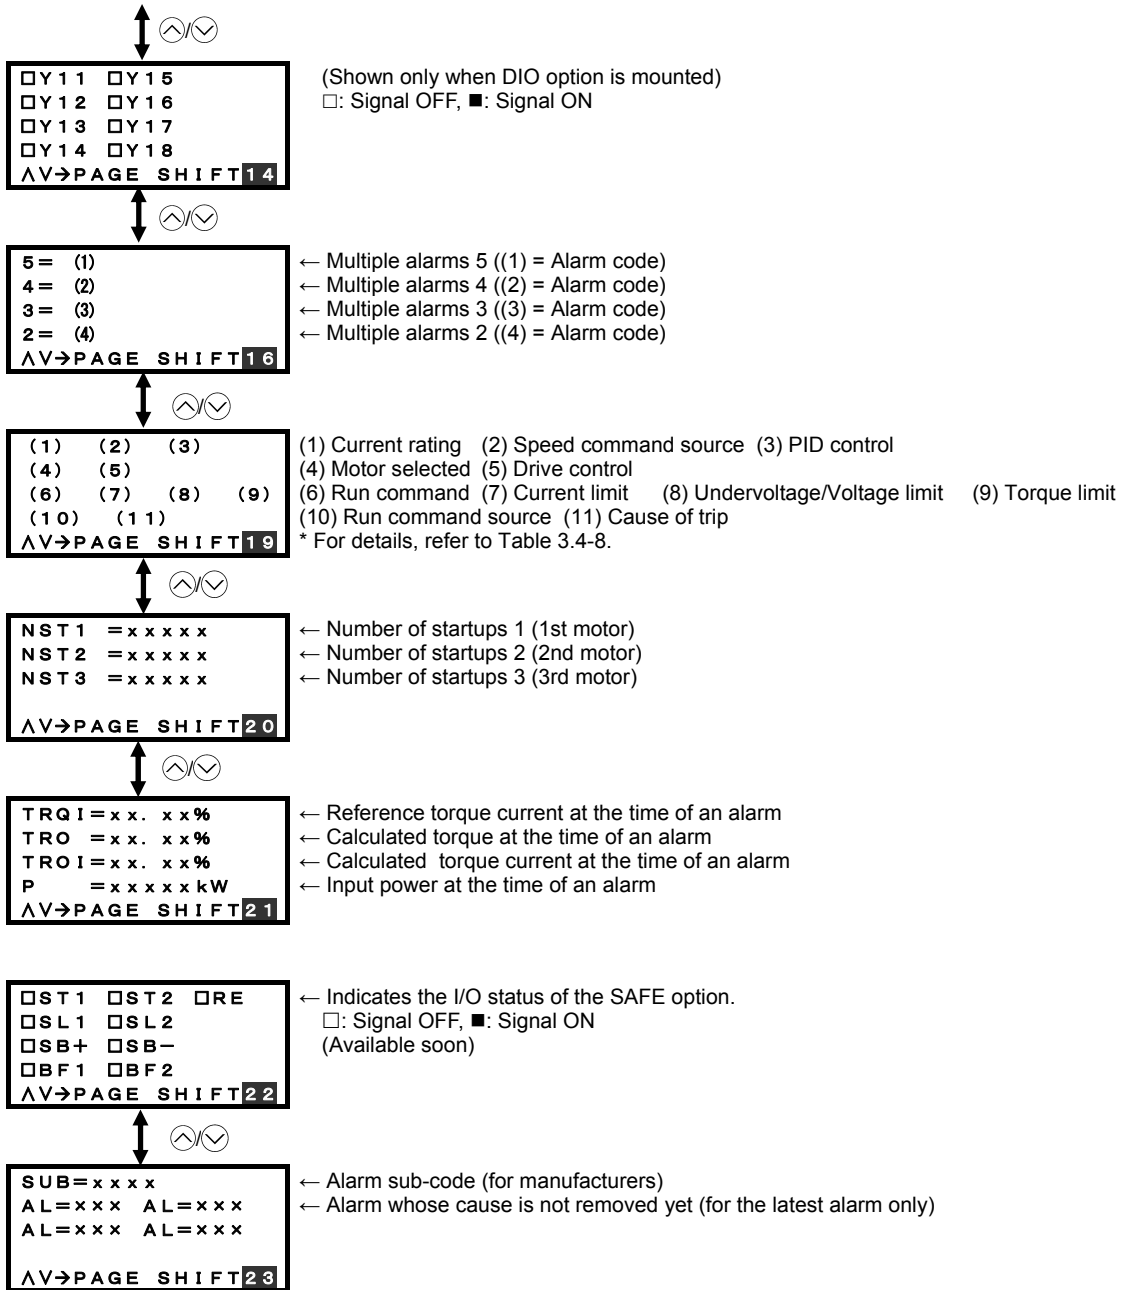 /
□Y11 □Y15 (Shown only when DIO option is mounted)
□Y12 □Y16 □: Signal OFF, ■: Signal ON
□Y13 □Y17
□Y14 □Y18
∧∨→PAGE SHIFT 14
/
5= (1) ← Multiple alarms 5 ((1) = Alarm code)
4= (2) ← Multiple alarms 4 ((2) = Alarm code)
3= (3) ← Multiple alarms 3 ((3) = Alarm code)
2= (4) ← Multiple alarms 2 ((4) = Alarm code)
∧∨→PAGE SHIFT 16
/
(1) (2) (3) (1) Current rating (2) Speed command source (3) PID control
(4) (5) (4) Motor selected (5) Drive control
(6) (7) (8) (9) (6) Run command (7) Current limit (8) Undervoltage/Voltage limit (9) Torque limit
(10) (11) (10) Run command source (11) Cause of trip
∧∨→PAGE SHIFT 19 * For details, refer to Table 3.4-8.
/
NST1 =xxxxx ← Number of startups 1 (1st motor)
NST2 =xxxxx ← Number of startups 2 (2nd motor)
NST3 =xxxxx ← Number of startups 3 (3rd motor)
∧∨→PAGE SHIFT 20
/
TRQI=xx.xx% ← Reference torque current at the time of an alarm
TRO =xx.xx% ← Calculated torque at the time of an alarm
TROI=xx.xx% ← Calculated torque current at the time of an alarm
P =xxxxxkW ← Input power at the time of an alarm
∧∨→PAGE SHIFT 21
□ST1 □ST2 □RE ← Indicates the I/O status of the SAFE option.
□SL1 □SL2 □: Signal OFF, ■: Signal ON
□SB+ □SB− (Available soon)
□BF1 □BF2
∧∨→PAGE SHIFT 22
/
SUB=xxxx ← Alarm sub-code (for manufacturers)
AL=××× AL=××× ← Alarm whose cause is not removed yet (for the latest alarm only)
AL=××× AL=×××
∧∨→PAGE SHIFT 23